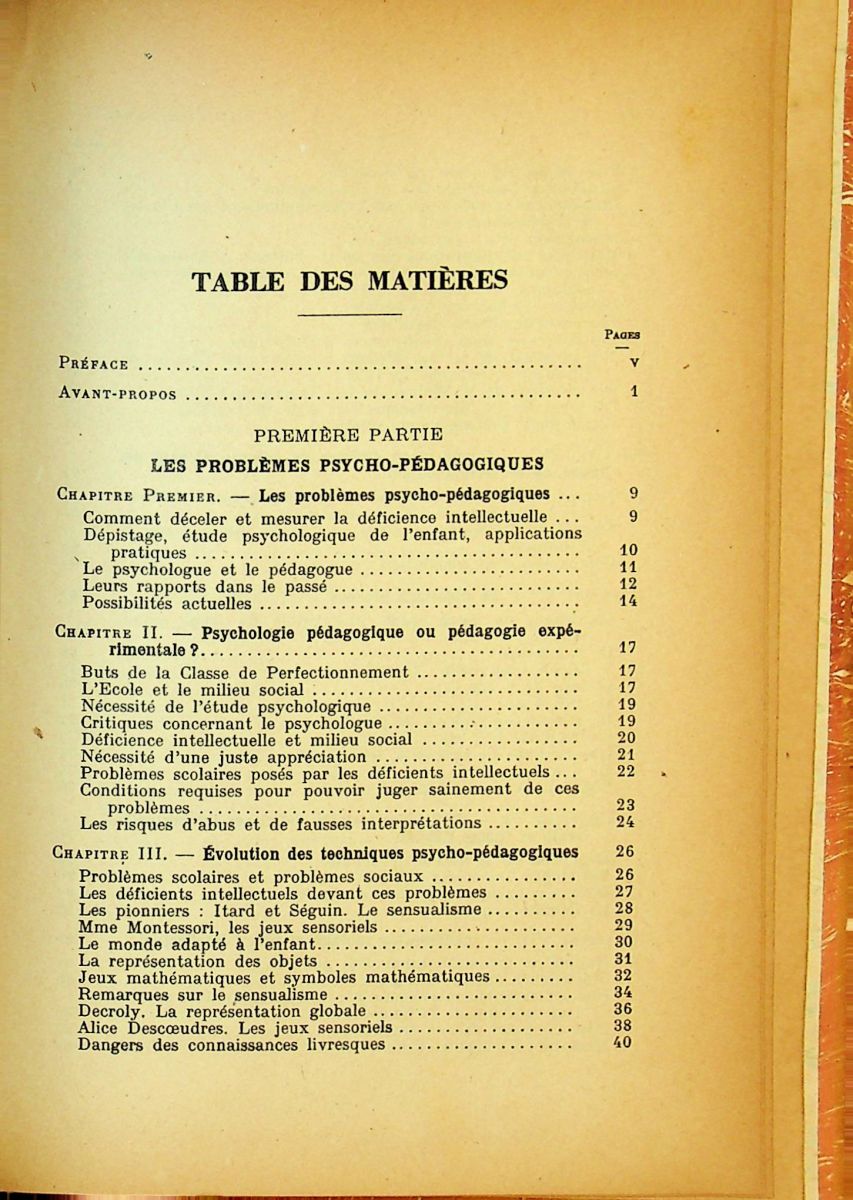 TABLE DES MATIÈRES
PAGES
PRÉFACE ................................................ V
AVANT-PROPOS ........................................... 1
PREMIÈRE PARTIE
LES PROBLÈMES PSYCHO-PÉDAGOGIQUES
CHAPITRE PREMIER. — Les problèmes psycho-pédagogiques ... 9
Comment déceler et mesurer la déficience intellectuelle ... 9
Dépistage, étude psychologique de l'enfant, applications
pratiques ........................................ 10
Le psychologue et le pédagogue ........................ 11
Leurs rapports dans le passé .......................... 12
Possibilités actuelles ................................ 14
CHAPITRE II. — Psychologie pédagogique ou pédagogie expé-
rimentale ?........................................ 17
Buts de la Classe de Perfectionnement ................. 17
L'Ecole et le milieu social ........................... 17
Nécessité de l'étude psychologique .................... 19
Critiques concernant le psychologue ................... 19
Déficience intellectuelle et milieu social ............ 20
Nécessité d'une juste appréciation .................... 21
Problèmes scolaires posés par les déficients intellectuels ... 22
Conditions requises pour pouvoir juger sainement de ces
problèmes ........................................ 23
Les risques d'abus et de fausses interprétations .......... 24
CHAPITRE III. — Évolution des techniques psycho-pédagogiques 26
Problèmes scolaires et problèmes sociaux ................ 26
Les déficients intellectuels devant ces problèmes ......... 27
Les pionniers : Itard et Séguin. Le sensualisme .......... 28
Mme Montessori, les jeux sensoriels ..................... 29
Le monde adapté à l'enfant............................ 30
La représentation des objets .......................... 31
Jeux mathématiques et symboles mathématiques ......... 32
Remarques sur le sensualisme .......................... 34
Decroly. La représentation globale ..................... 36
Alice Descœudres. Les jeux sensoriels ................... 38
Dangers des connaissances livresques .................... 40